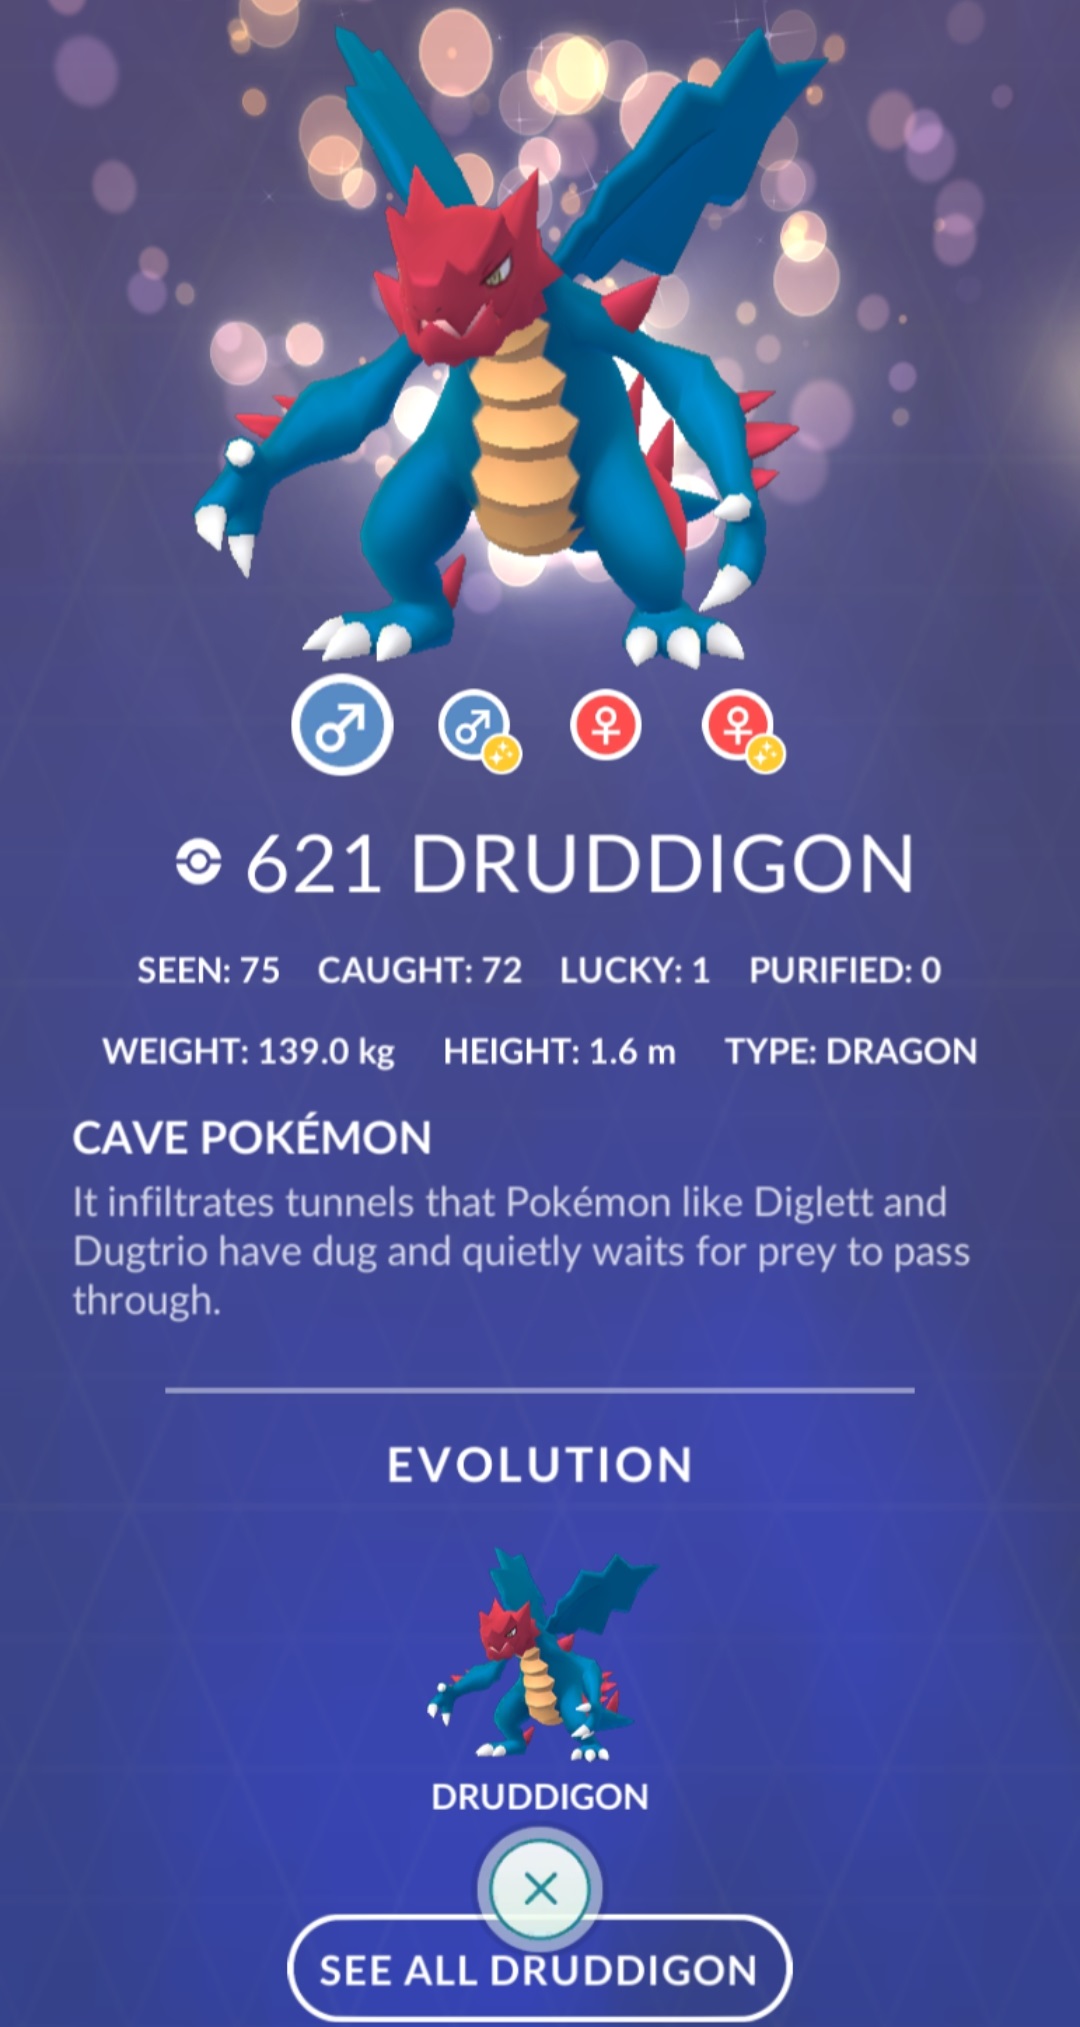 621 DRUDDIGON
SEEN: 75 CAUGHT: 72 LUCKY: 1 PURIFIED: 0
WEIGHT: 139.0 kg HEIGHT: 1.6 m TYPE: DRAGON
CAVE POKÉMON
It infiltrates tunnels that Pokémon like Diglett and
Dugtrio have dug and quietly waits for prey to pass
through.
EVOLUTION
DRUDDIGON
SEE ALL DRUDDIGON